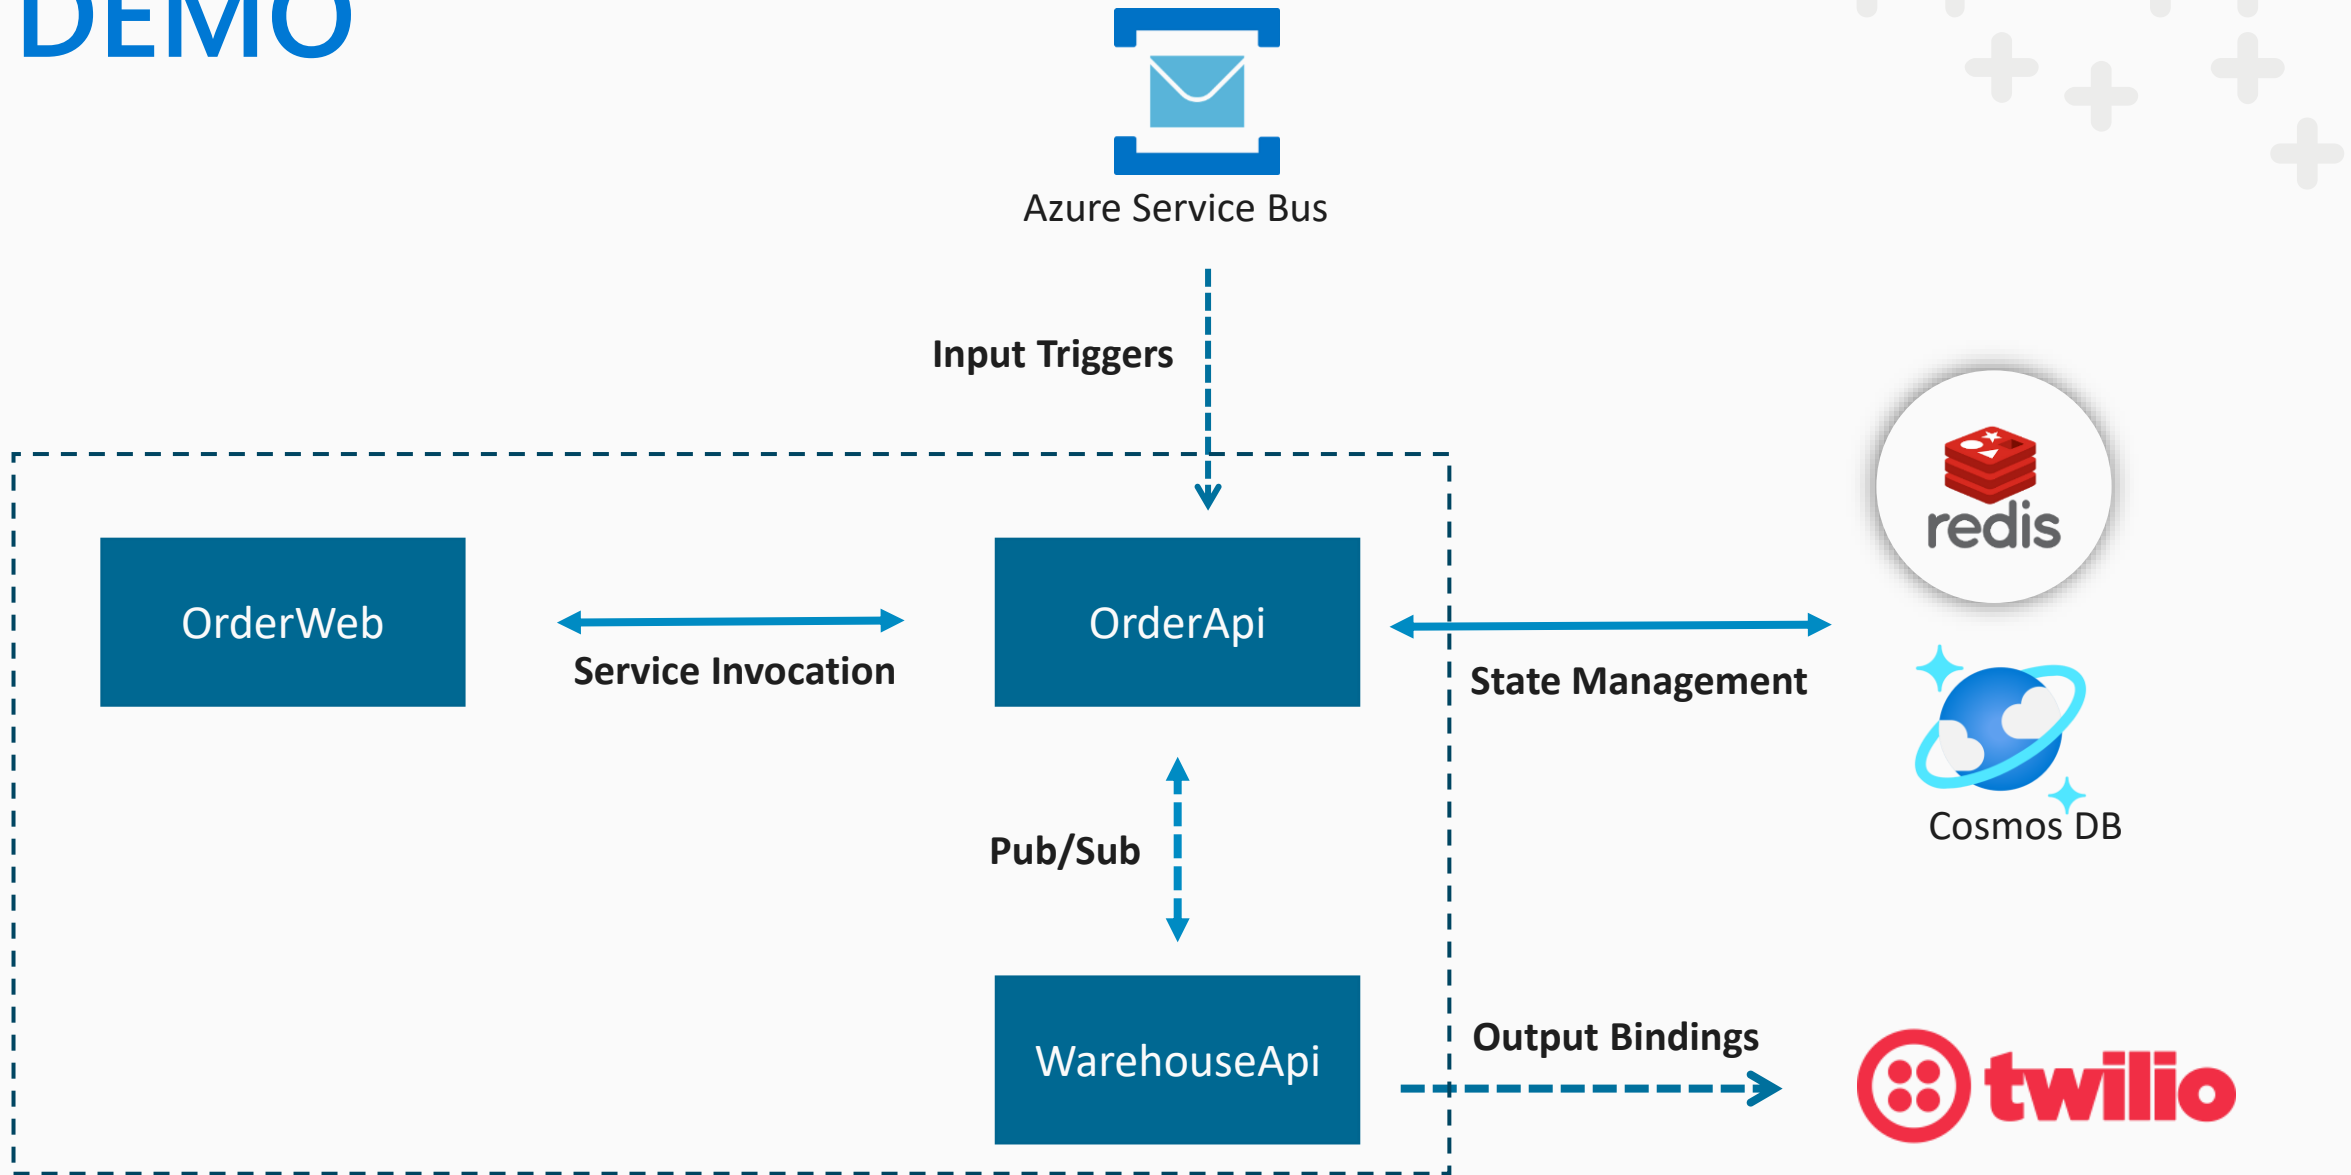 DEMO
Azure Service Bus
Input Triggers
redis
OrderWeb
OrderApi
Service Invocation
State Management
Cosmos DB
Pub/Sub
Output Bindings
WarehouseApi
twilio